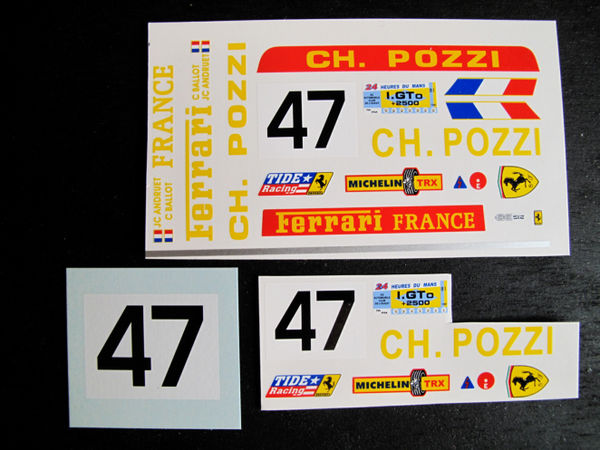 CH. POZZI
JC ANDRUET
C BALLOT
FRANCE
Ferrari
C BALLOT
JC ANDRUET
CH. POZZI
47
24 HEURES DU MANS
I.GTo
+2500
CH. POZZI
TIDE
Racing
MICHELIN TRX
Ferrari FRANCE
512
47
47
24 HEURES DU MANS
I.GTo
+2500
CH. POZZI
TIDE
Racing
MICHELIN TRX